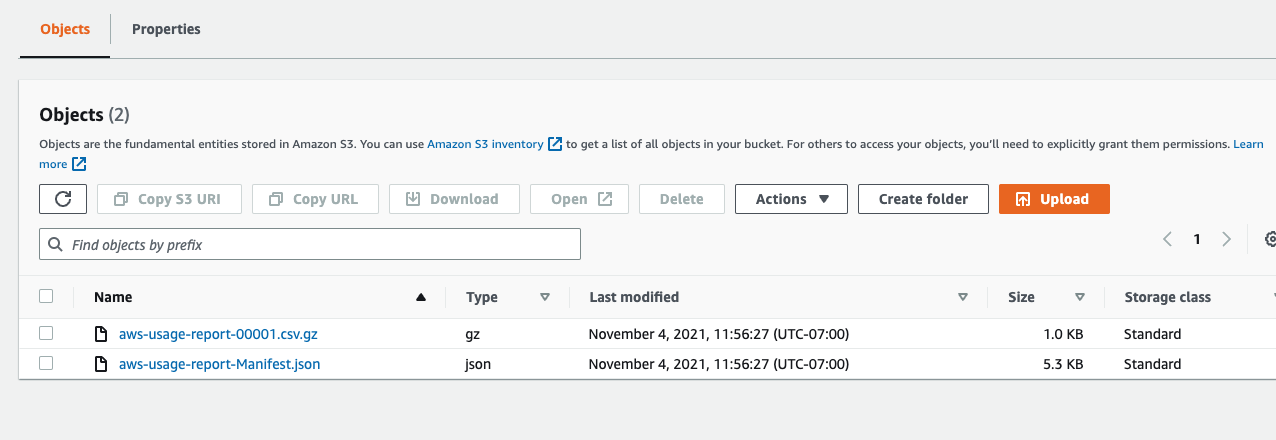 Objects Properties
Objects (2)
Objects are the fundamental entities stored in Amazon S3. You can use Amazon S3 inventory to get a list of all objects in your bucket. For others to access your objects, you'll need to explicitly grant them permissions. Learn
more
Copy S3 URI Copy URL Download Open Delete Actions Create folder Upload
Find objects by prefix 1
Name Type Last modified Size Storage class
aws-usage-report-00001.csv.gz gz November 4, 2021, 11:56:27 (UTC-07:00) 1.0 KB Standard
aws-usage-report-Manifest.json json November 4, 2021, 11:56:27 (UTC-07:00) 5.3 KB Standard